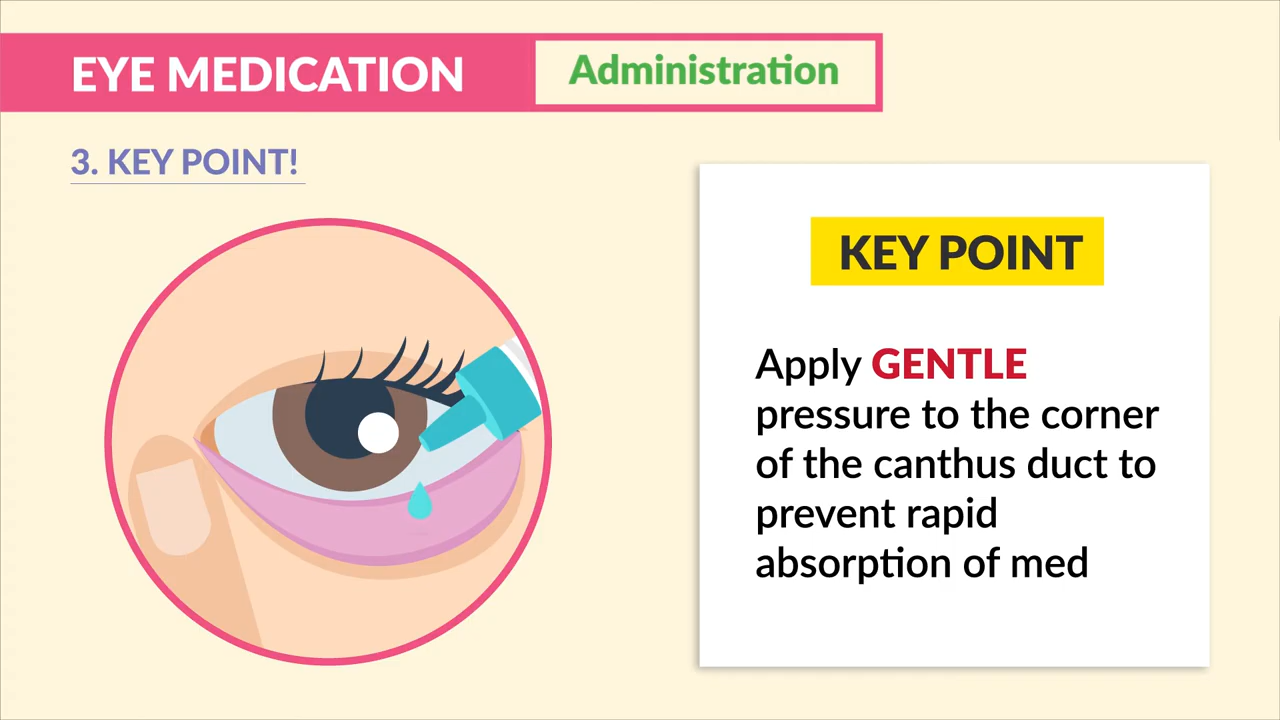 EYE MEDICATION
Administration
3. KEY POINT!
KEY POINT
Apply GENTLE
pressure to the corner
of the canthus duct to
prevent rapid
absorption of med